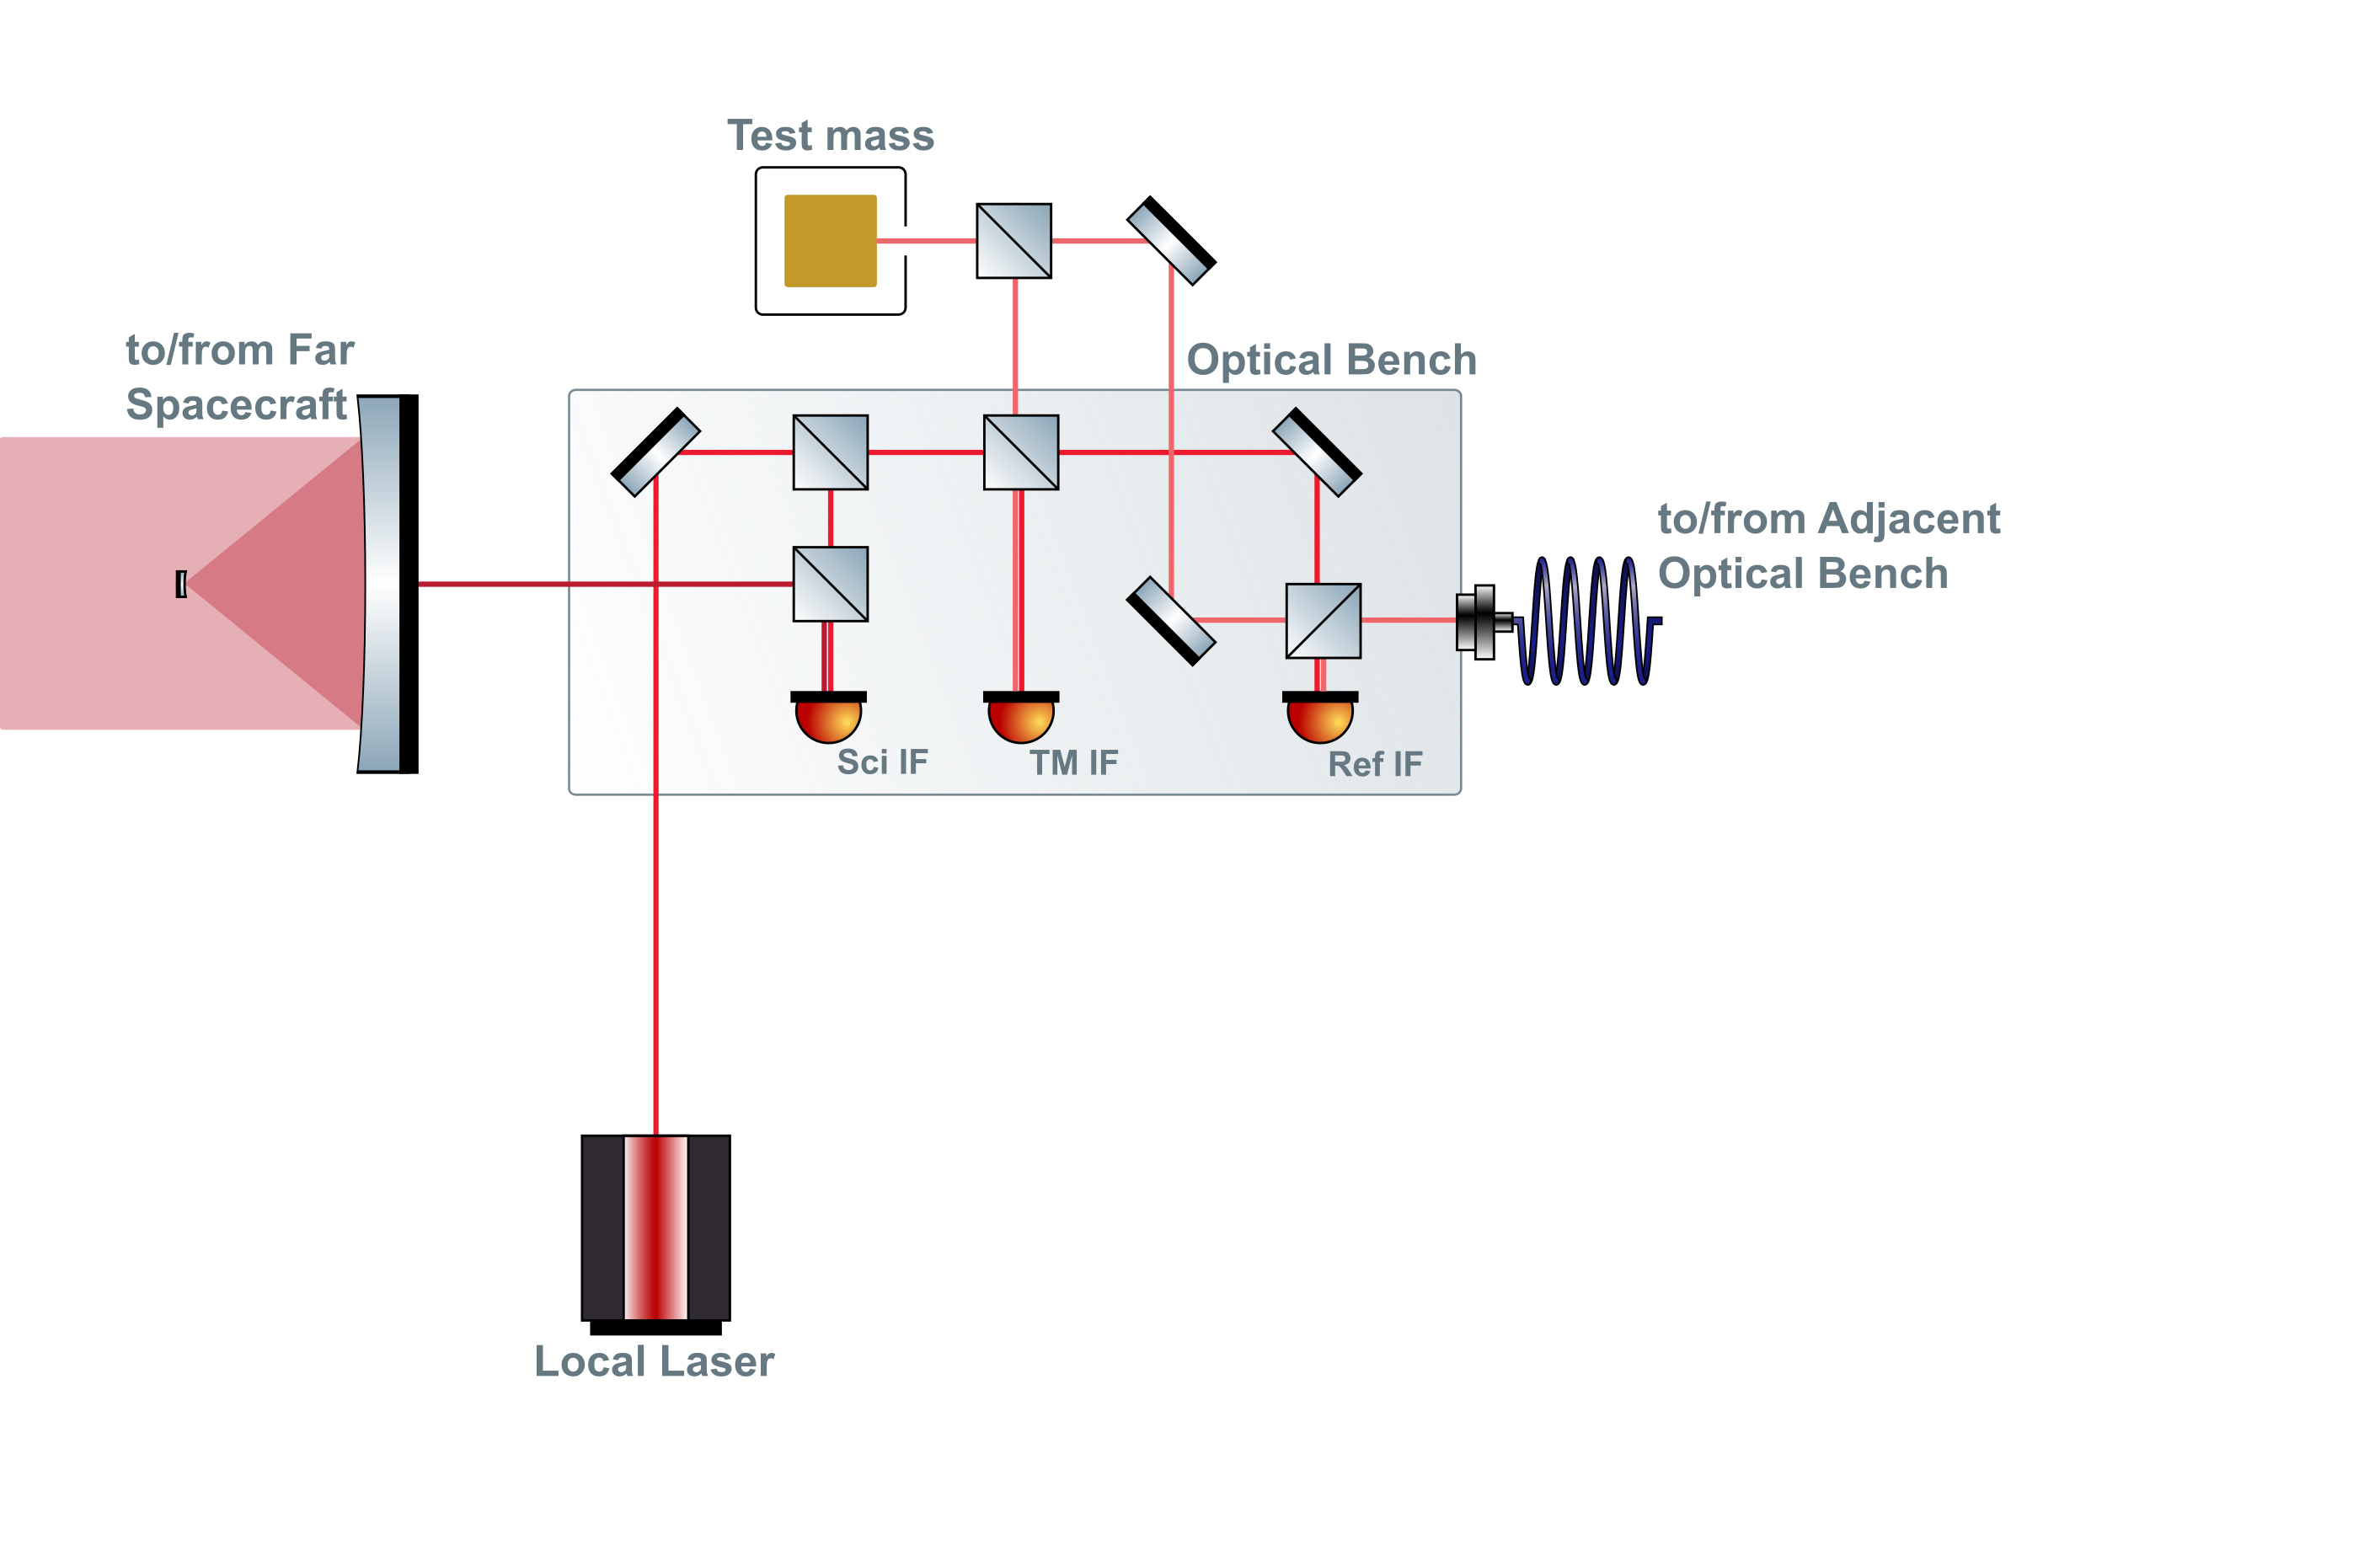 Test mass
to/from Far
Spacecraft
Optical Bench
to/from Adjacent
Optical Bench
Sci IF
TM IF
Ref IF
Local Laser